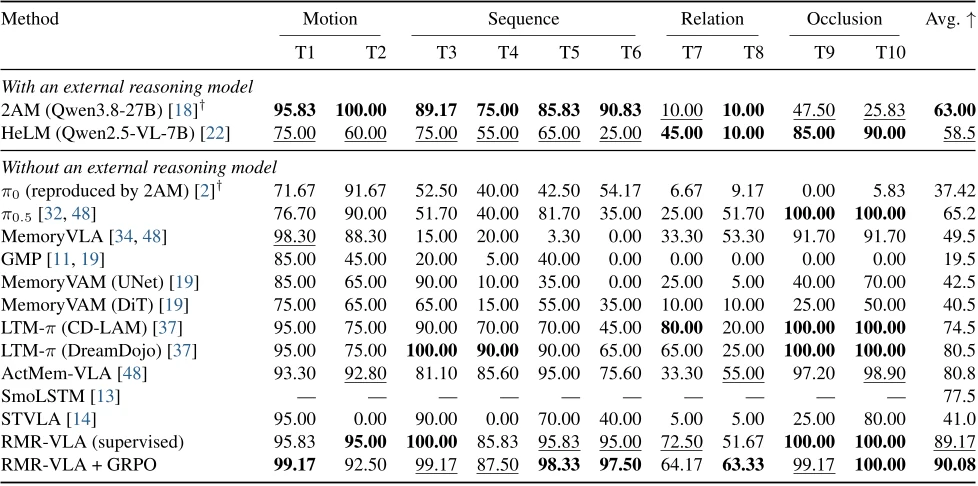 Method Motion Sequence Relation Occlusion Avg. ↑
T1 T2 T3 T4 T5 T6 T7 T8 T9 T10
With an external reasoning model
2AM (Qwen3.8-27B) [18]† 95.83 100.00 89.17 75.00 85.83 90.83 10.00 10.00 47.50 25.83 63.00
HeLM (Qwen2.5-VL-7B) [22] 75.00 60.00 75.00 55.00 65.00 25.00 45.00 10.00 85.00 90.00 58.5
Without an external reasoning model
π0 (reproduced by 2AM) [2]† 71.67 91.67 52.50 40.00 42.50 54.17 6.67 9.17 0.00 5.83 37.42
π0.5 [32, 48] 76.70 90.00 51.70 40.00 81.70 35.00 25.00 51.70 100.00 100.00 65.2
MemoryVLA [34, 48] 98.30 88.30 15.00 20.00 3.30 0.00 33.30 53.30 91.70 91.70 49.5
GMP [11, 19] 85.00 45.00 20.00 5.00 40.00 0.00 0.00 0.00 0.00 0.00 19.5
MemoryVAM (UNet) [19] 85.00 65.00 90.00 10.00 35.00 0.00 25.00 5.00 40.00 70.00 42.5
MemoryVAM (DiT) [19] 75.00 65.00 65.00 15.00 55.00 35.00 10.00 10.00 25.00 50.00 40.5
LTM-π (CD-LAM) [37] 95.00 75.00 90.00 70.00 70.00 45.00 80.00 20.00 100.00 100.00 74.5
LTM-π (DreamDojo) [37] 95.00 75.00 100.00 90.00 90.00 65.00 65.00 25.00 100.00 100.00 80.5
ActMem-VLA [48] 93.30 92.80 81.10 85.60 95.00 75.60 33.30 55.00 97.20 98.90 80.8
SmoLSTM [13] — — — — — — — — — — 77.5
STVLA [14] 95.00 0.00 90.00 0.00 70.00 40.00 5.00 5.00 25.00 80.00 41.0
RMR-VLA (supervised) 95.83 95.00 100.00 85.83 95.83 95.00 72.50 51.67 100.00 100.00 89.17
RMR-VLA + GRPO 99.17 92.50 99.17 87.50 98.33 97.50 64.17 63.33 99.17 100.00 90.08